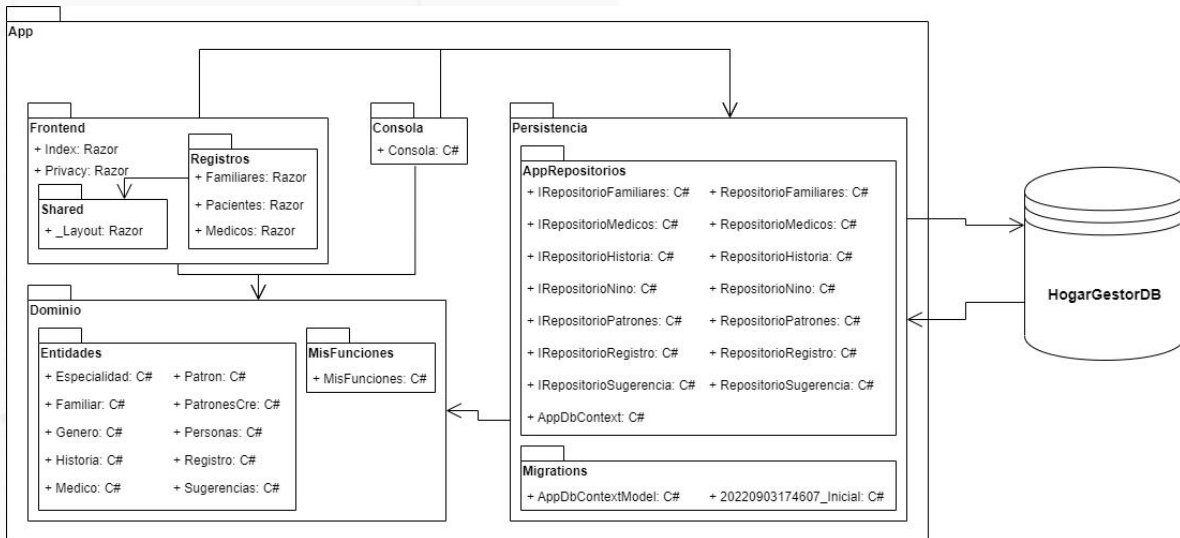 App
Frontend
+ Index: Razor
+ Privacy: Razor
Registros
+ Familiares: Razor
+ Pacientes: Razor
+ Medicos: Razor
Shared
+ _Layout: Razor
Consola
+ Consola: C#
Persistencia
AppRepositorios
+ IRepositorioFamiliares: C# + RepositorioFamiliares: C#
+ IRepositorioMedicos: C# + RepositorioMedicos: C#
+ IRepositorioHistoria: C# + RepositorioHistoria: C#
+ IRepositorioNino: C# + RepositorioNino: C#
+ IRepositorioPatrones: C# + RepositorioPatrones: C#
+ IRepositorioRegistro: C# + RepositorioRegistro: C#
+ IRepositorioSugerencia: C# + RepositorioSugerencia: C#
+ AppDbContext: C#
Migrations
+ AppDbContextModel: C# + 20220903174607_Inicial: C#
HogarGestorDB
Dominio
Entidades
+ Especialidad: C# + Patron: C#
+ Familiar: C# + PatronesCre: C#
+ Genero: C# + Personas: C#
+ Historia: C# + Registro: C#
+ Medico: C# + Sugerencias: C#
MisFunciones
+ MisFunciones: C#